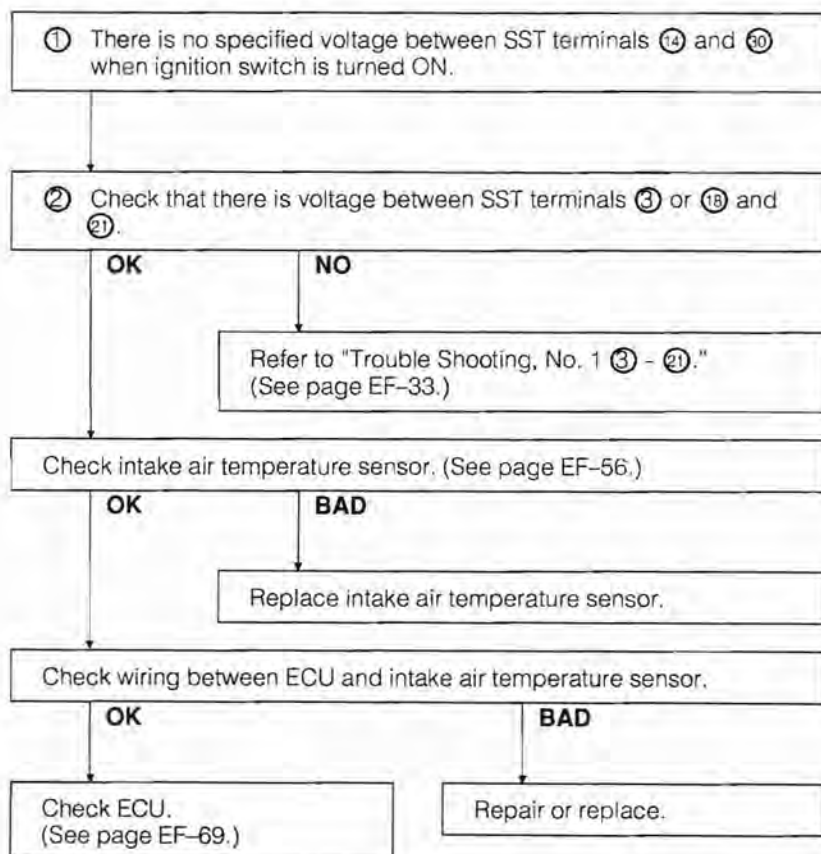 ① There is no specified voltage between SST terminals ⑭ and ㉚
when ignition switch is turned ON.
② Check that there is voltage between SST terminals ③ or ⑱ and
㉑.
OK NO
Refer to "Trouble Shooting, No. 1 ③ - ㉑."
(See page EF–33.)
Check intake air temperature sensor. (See page EF–56.)
OK BAD
Replace intake air temperature sensor.
Check wiring between ECU and intake air temperature sensor.
OK BAD
Check ECU.
(See page EF–69.)
Repair or replace.